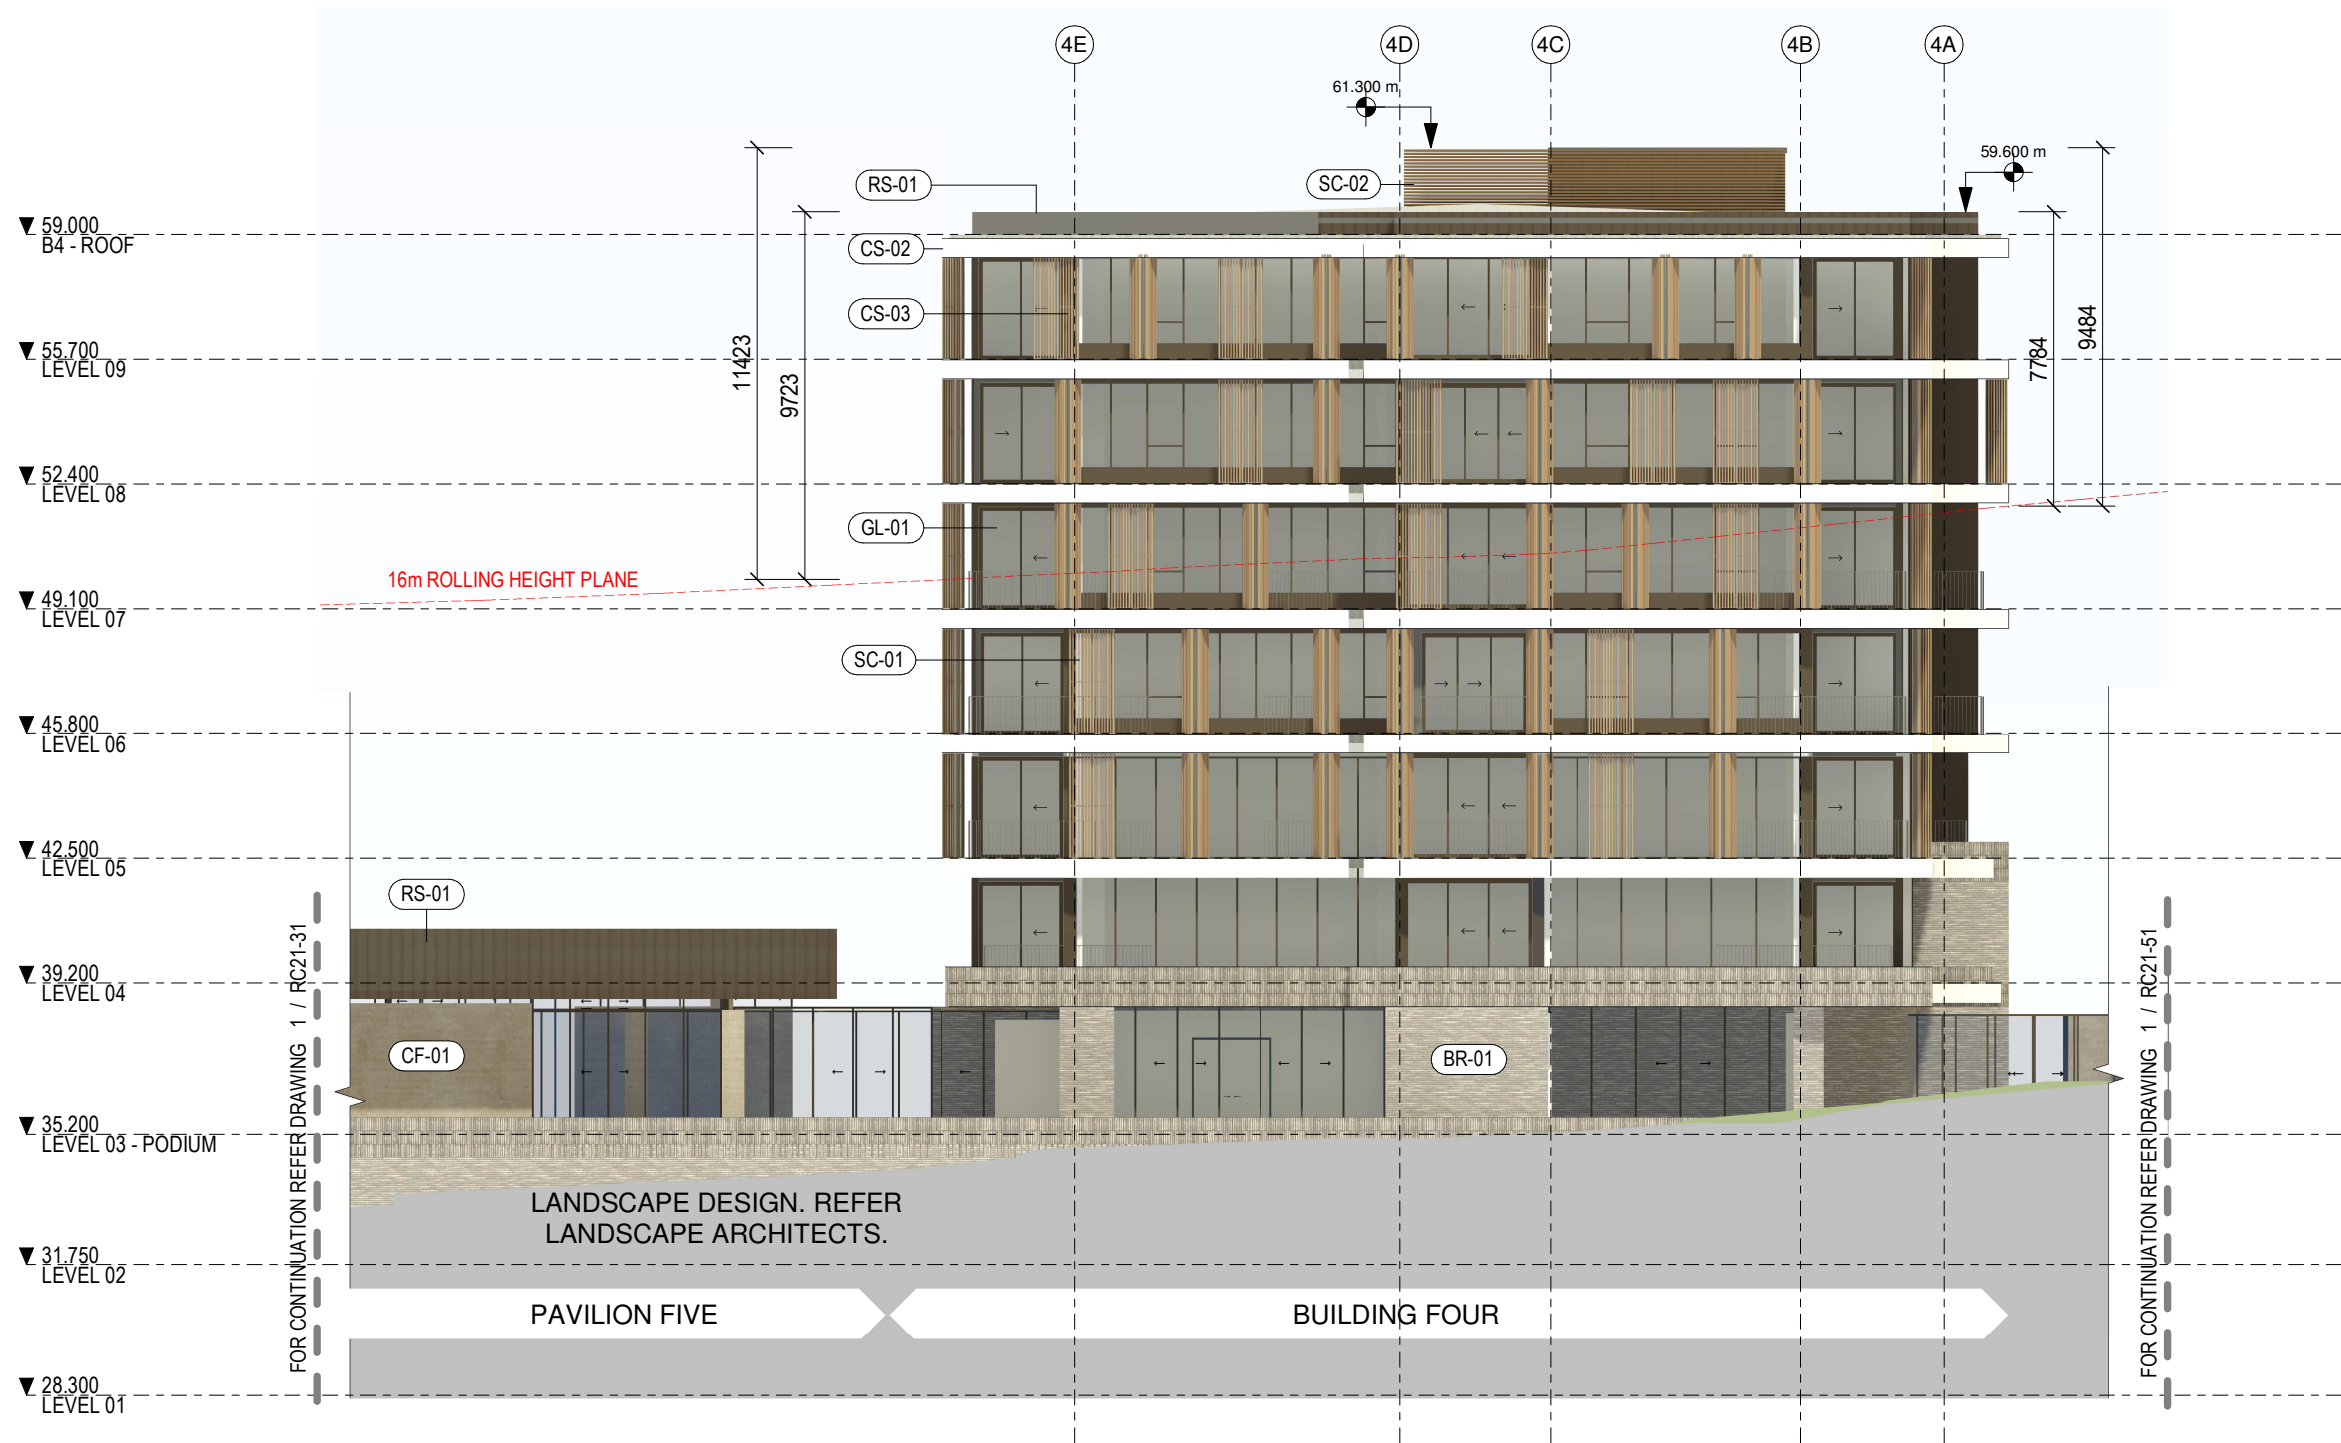 4E
4D
4C
4B
4A
61.300 m
59.600 m
RS-01
SC-02
59.000
B4 - ROOF
CS-02
CS-03
55.700
LEVEL 09
11423
9723
7784
9484
52.400
LEVEL 08
GL-01
16m ROLLING HEIGHT PLANE
49.100
LEVEL 07
SC-01
45.800
LEVEL 06
42.500
LEVEL 05
RS-01
39.200
LEVEL 04
CF-01
BR-01
35.200
LEVEL 03 - PODIUM
FOR CONTINUATION REFER DRAWING 1 / RC21-31
FOR CONTINUATION REFER DRAWING 1 / RC21-51
LANDSCAPE DESIGN. REFER
LANDSCAPE ARCHITECTS.
31.750
LEVEL 02
PAVILION FIVE
BUILDING FOUR
28.300
LEVEL 01